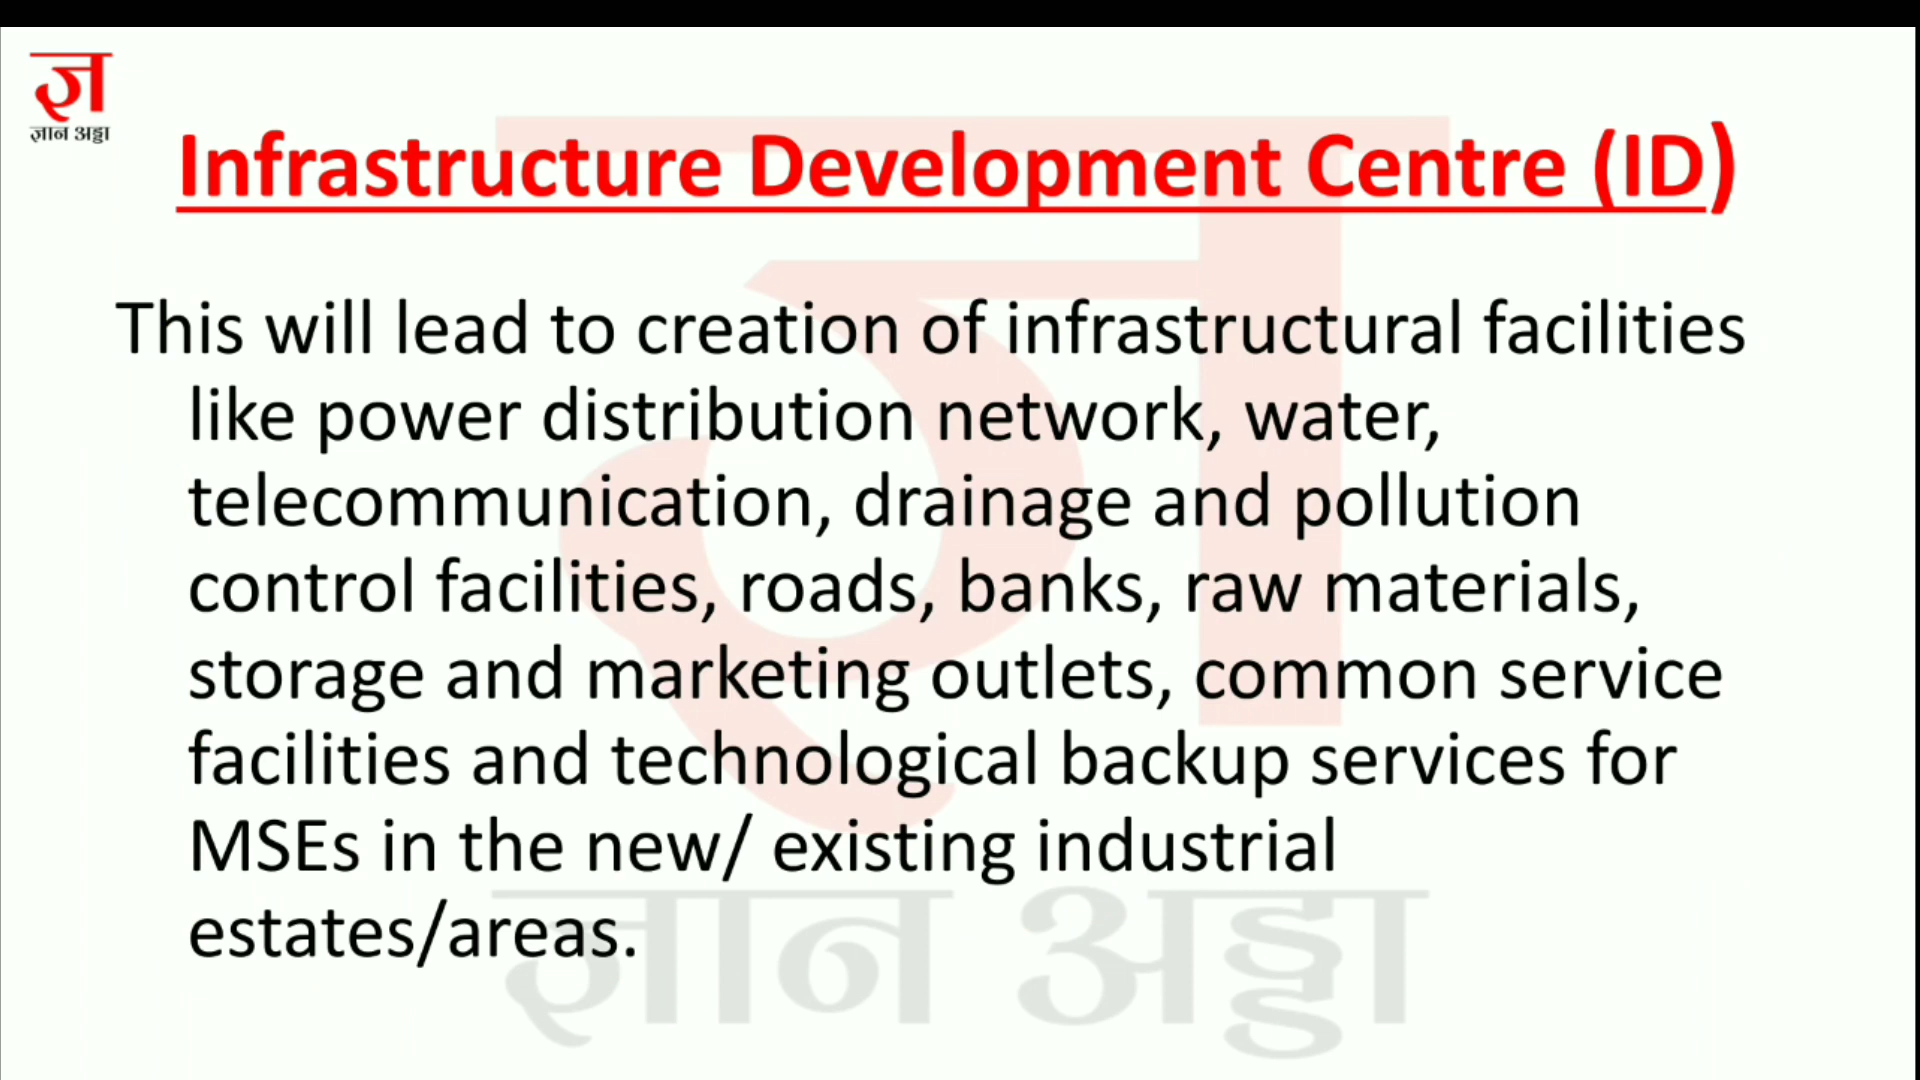 ज्ञ
ज्ञान अड्डा
Infrastructure Development Centre (ID)
This will lead to creation of infrastructural facilities
like power distribution network, water,
telecommunication, drainage and pollution
control facilities, roads, banks, raw materials,
storage and marketing outlets, common service
facilities and technological backup services for
MSEs in the new/ existing industrial
estates/areas.
ज्ञ
ज्ञान अड्डा